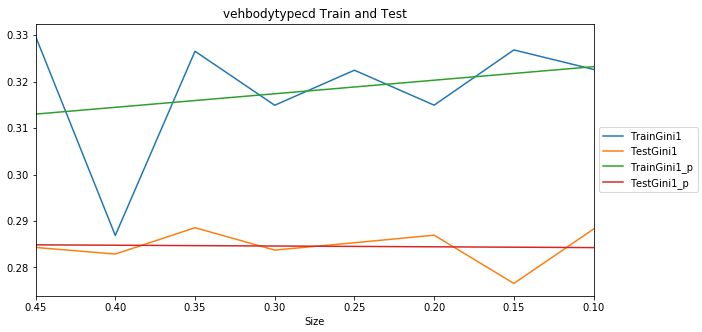 vehbodytypecd Train and Test
0.33
0.32
0.31
0.30
0.29
0.28
0.45 0.40 0.35 0.30 0.25 0.20 0.15 0.10
Size
TrainGini1
TestGini1
TrainGini1_p
TestGini1_p